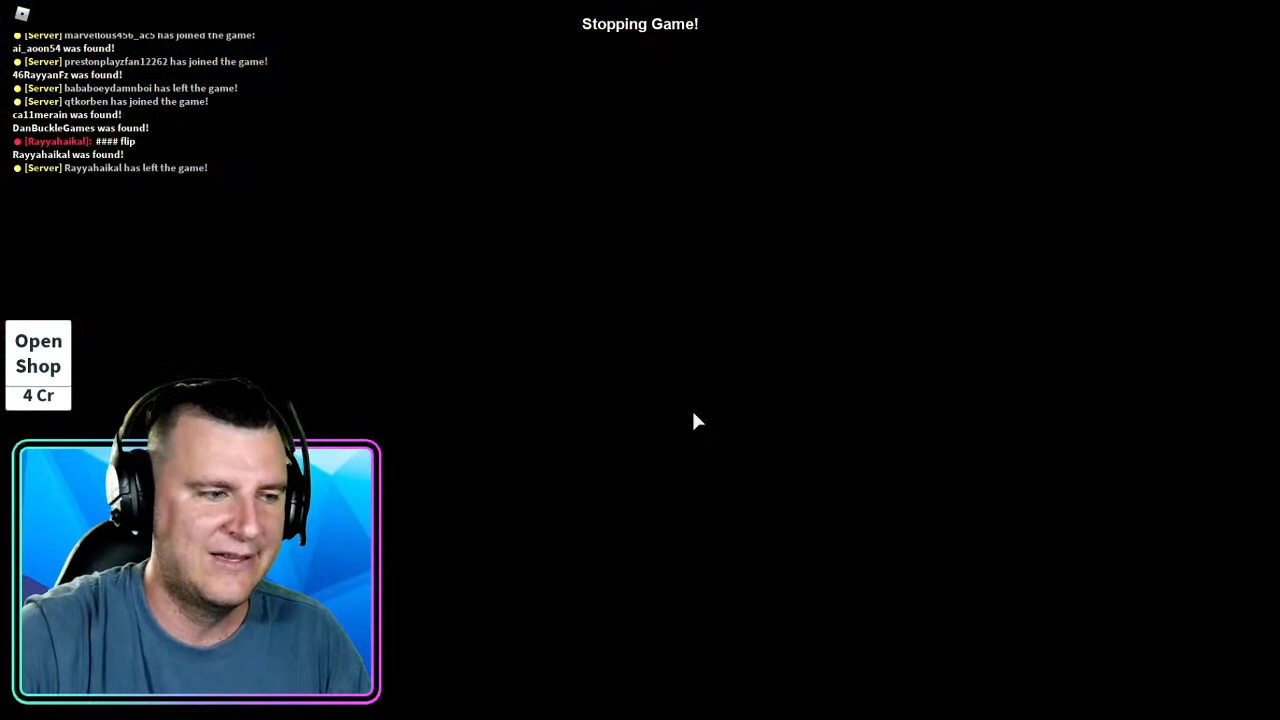 Stopping Game!
[Server] marvellous456_ac5 has joined the game!
ai_aoon54 was found!
[Server] prestonplayzfan12262 has joined the game!
46RayyanFz was found!
[Server] bababoeydamnboi has left the game!
[Server] qtkorben has joined the game!
ca11merain was found!
DanBuckleGames was found!
[Rayyahaikal]: #### flip
Rayyahaikal was found!
[Server] Rayyahaikal has left the game!
Open
Shop
4 Cr